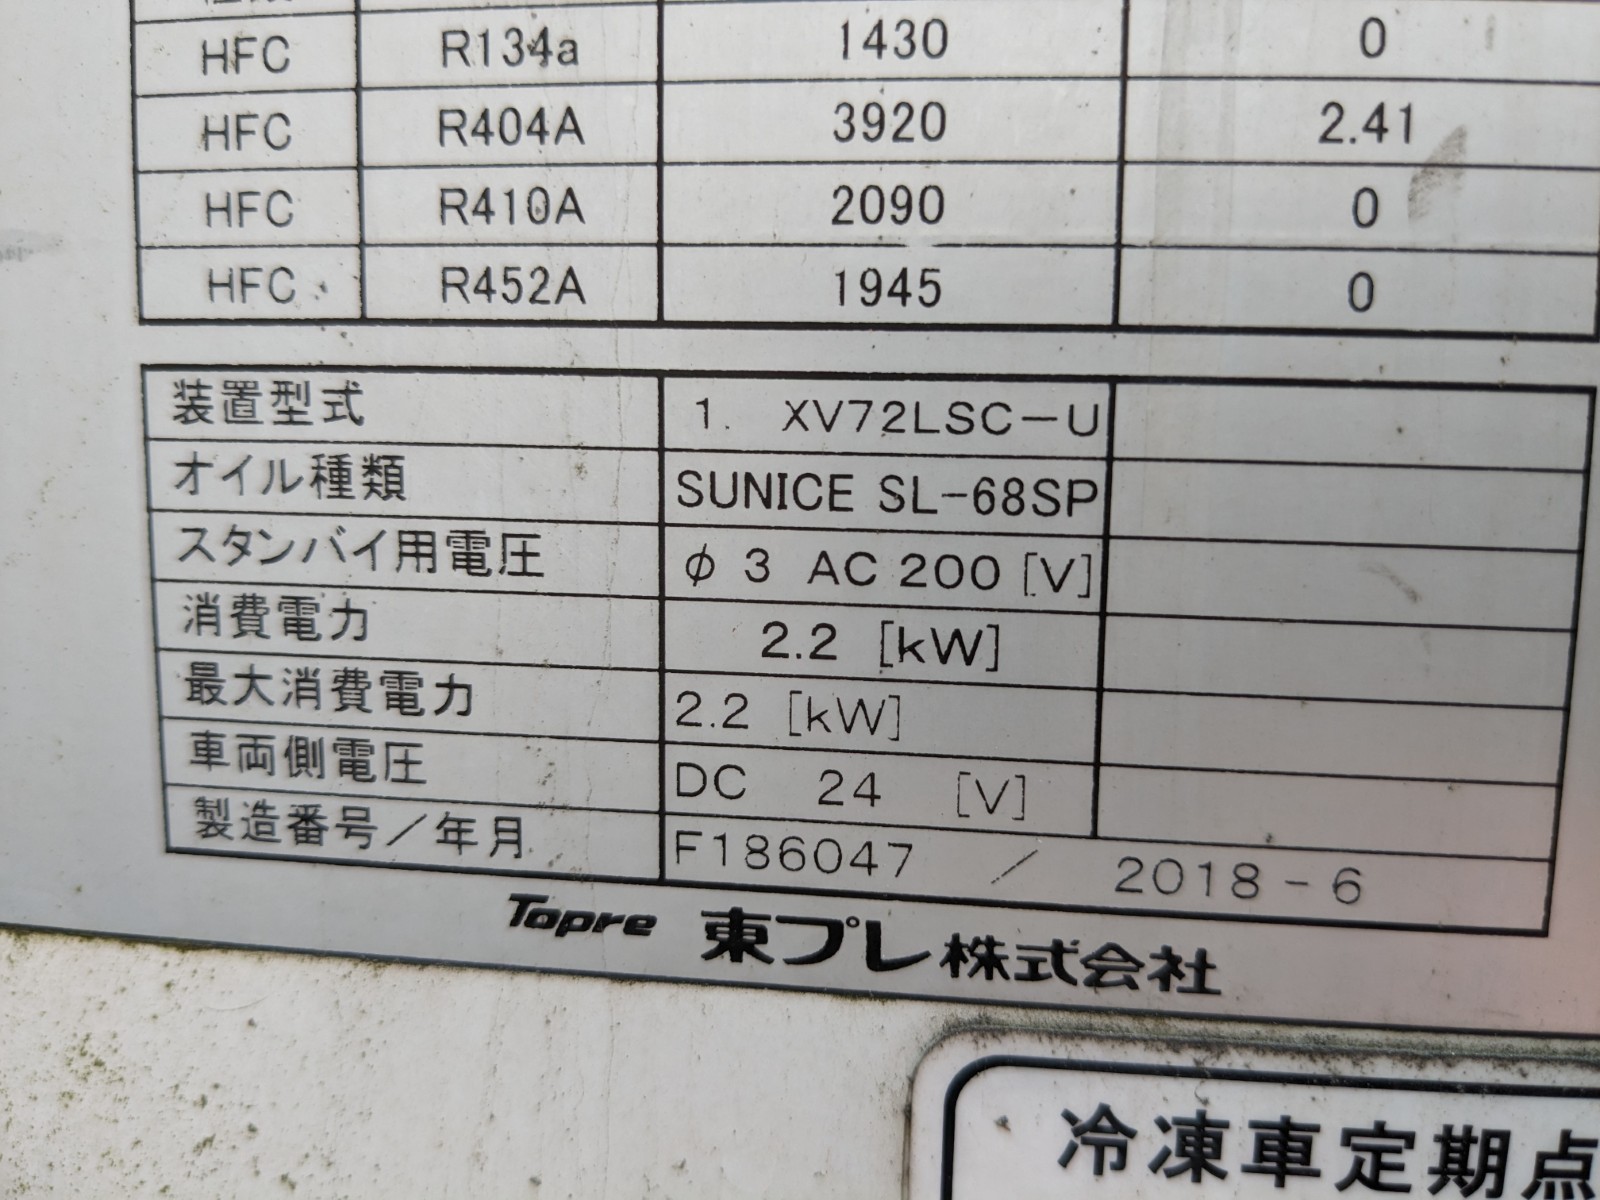 HFC R134a 1430 0
HFC R404A 3920 2.41
HFC R410A 2090 0
HFC R452A 1945 0
装置型式 1. XV72LSC-U
オイル種類 SUNICE SL-68SP
スタンバイ用電圧 φ 3 AC 200 [V]
消費電力 2.2 [kW]
最大消費電力 2.2 [kW]
車両側電圧 DC 24 [V]
製造番号/年月 F186047 / 2018-6
Topre 東プレ株式会社
冷凍車定期点